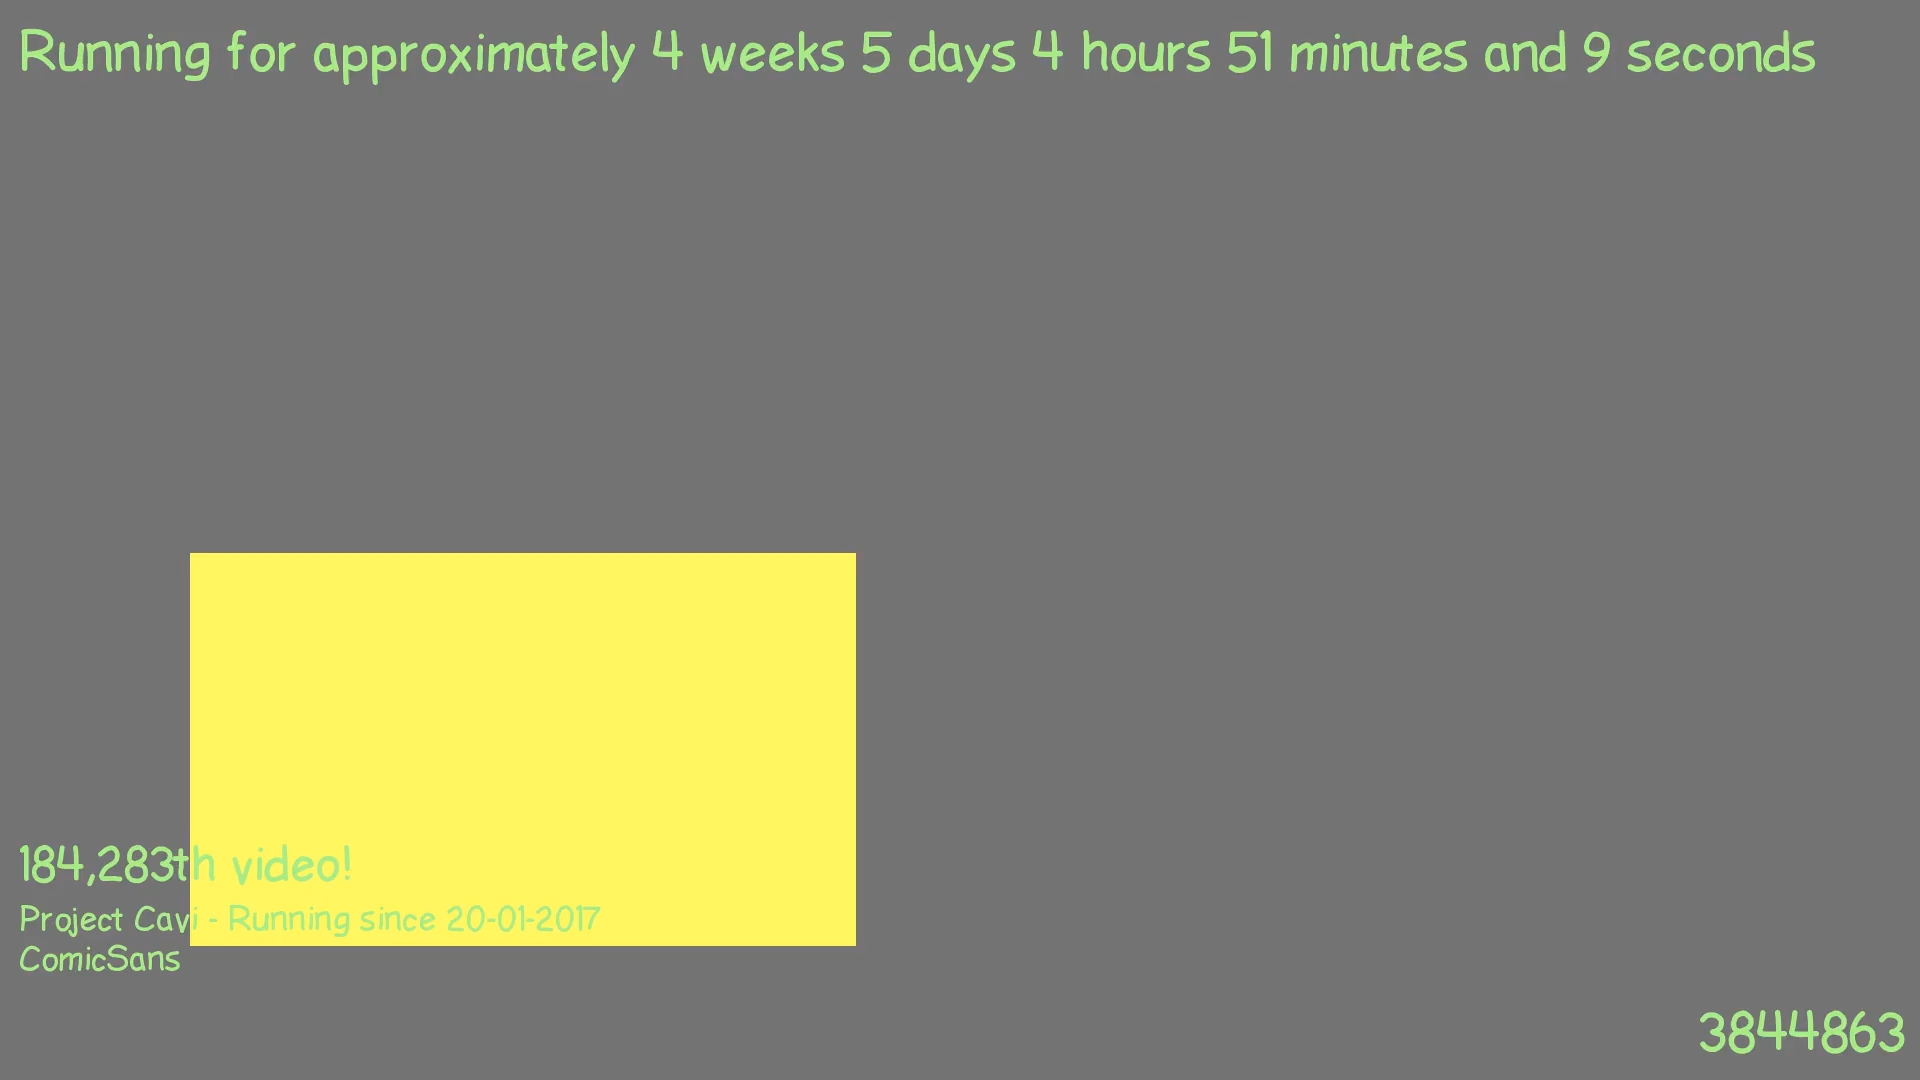 Running for approximately 4 weeks 5 days 4 hours 51 minutes and 9 seconds
184,283th video!
Project Cavi - Running since 20-01-2017
ComicSans
3844863